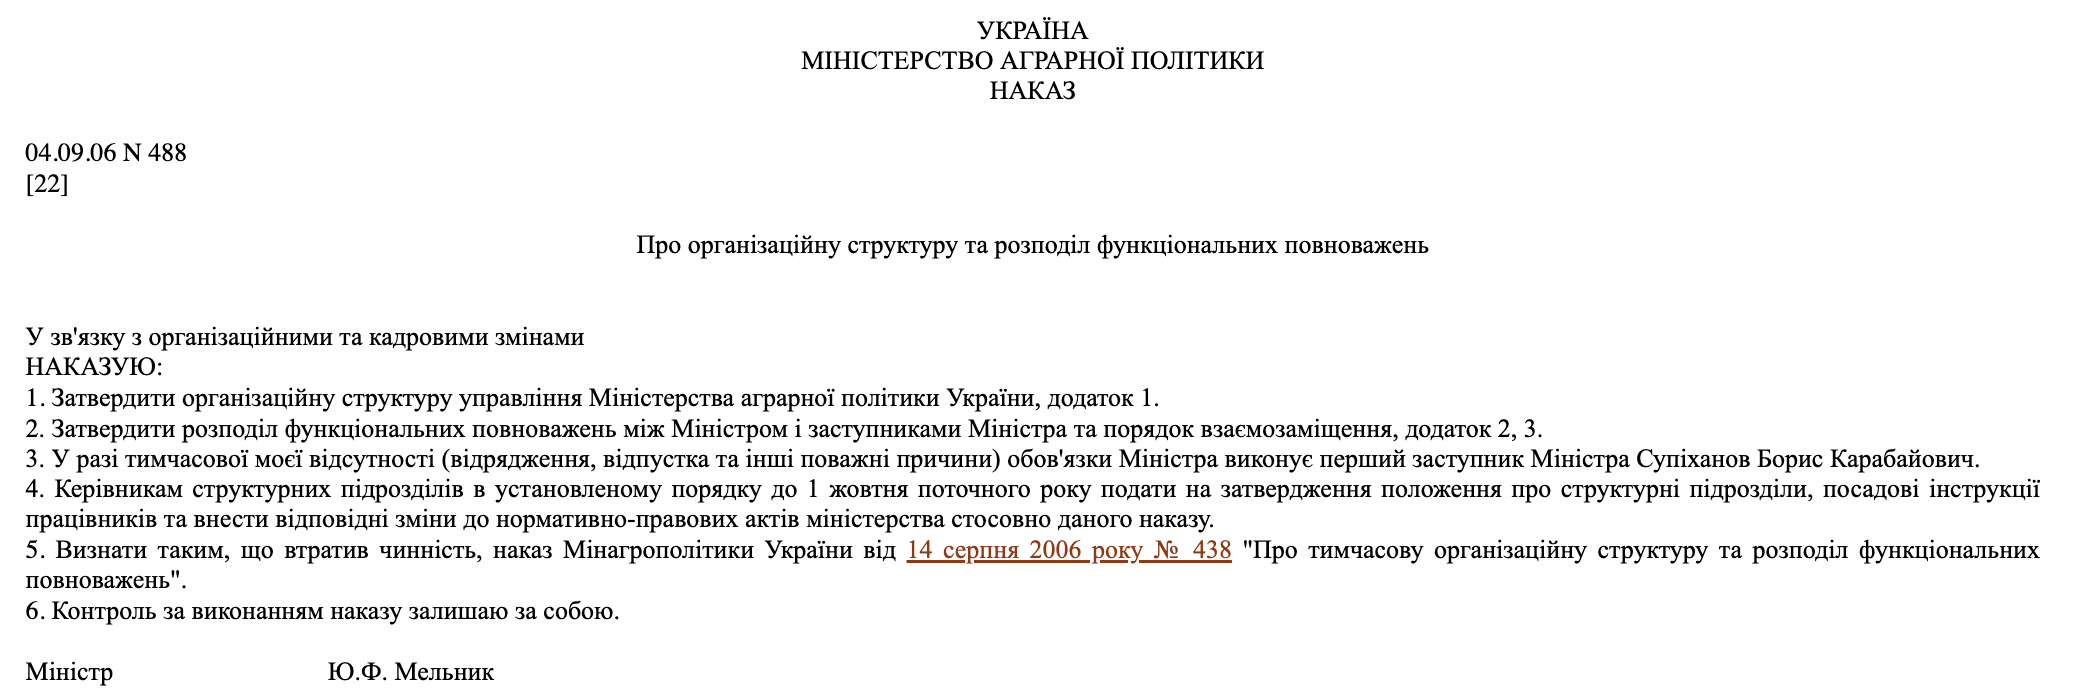 УКРАЇНА
МІНІСТЕРСТВО АГРАРНОЇ ПОЛІТИКИ
НАКАЗ
04.09.06 N 488
[22]
Про організаційну структуру та розподіл функціональних повноважень
У зв'язку з організаційними та кадровими змінами
НАКАЗУЮ:
1. Затвердити організаційну структуру управління Міністерства аграрної політики України, додаток 1.
2. Затвердити розподіл функціональних повноважень між Міністром і заступниками Міністра та порядок взаємозаміщення, додаток 2, 3.
3. У разі тимчасової моєї відсутності (відрядження, відпустка та інші поважні причини) обов'язки Міністра виконує перший заступник Міністра Супіханов Борис Карабайович.
4. Керівникам структурних підрозділів в установленому порядку до 1 жовтня поточного року подати на затвердження положення про структурні підрозділи, посадові інструкції
працівників та внести відповідні зміни до нормативно-правових актів міністерства стосовно даного наказу.
5. Визнати таким, що втратив чинність, наказ Мінагрополітики України від 14 серпня 2006 року № 438 "Про тимчасову організаційну структуру та розподіл функціональних
повноважень".
6. Контроль за виконанням наказу залишаю за собою.
Міністр Ю.Ф. Мельник